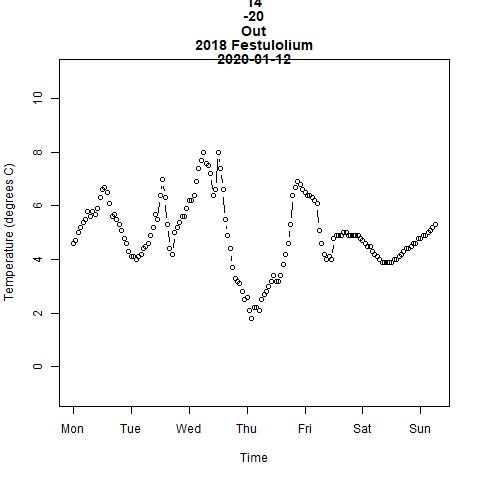 14
-20
Out
2018 Festulolium
2020-01-12
Temperature (degrees C)
10
8
6
4
2
0
Mon Tue Wed Thu Fri Sat Sun
Time